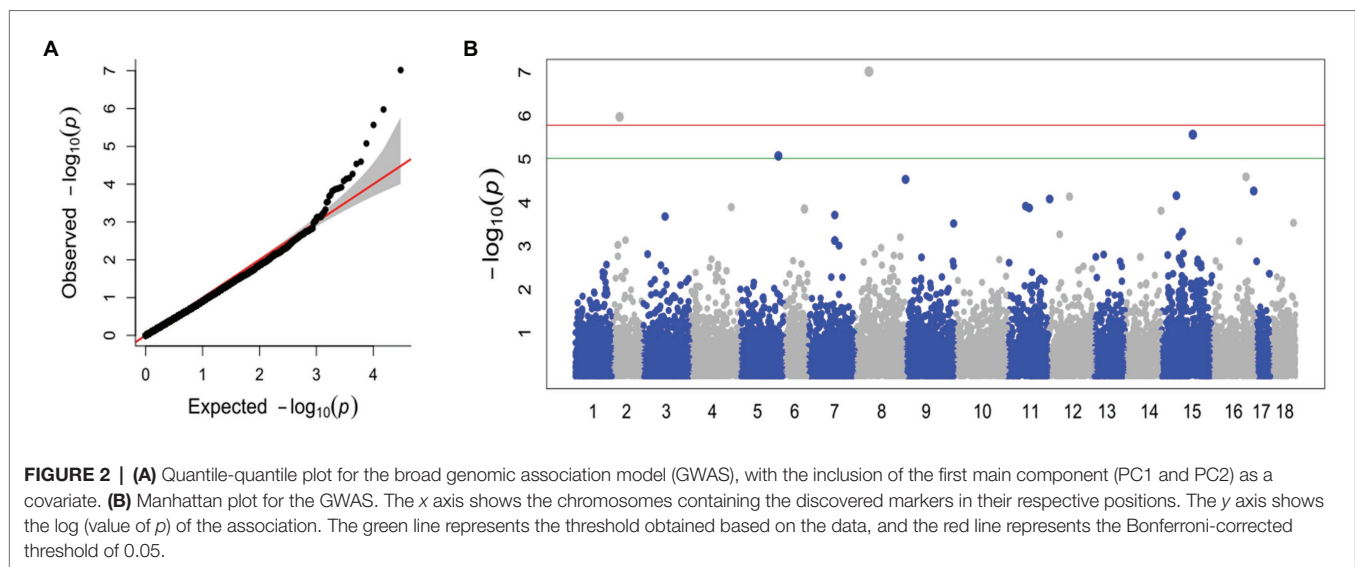 A
B
Observed −log10(p)
7
6
5
4
3
2
1
0
0 1 2 3 4
Expected −log10(p)
−log10(p)
7
6
5
4
3
2
1
1 2 3 4 5 6 7 8 9 10 11 12 13 14 15 16 17 18
FIGURE 2 | (A) Quantile-quantile plot for the broad genomic association model (GWAS), with the inclusion of the first main component (PC1 and PC2) as a
covariate. (B) Manhattan plot for the GWAS. The x axis shows the chromosomes containing the discovered markers in their respective positions. The y axis shows
the log (value of p) of the association. The green line represents the threshold obtained based on the data, and the red line represents the Bonferroni-corrected
threshold of 0.05.